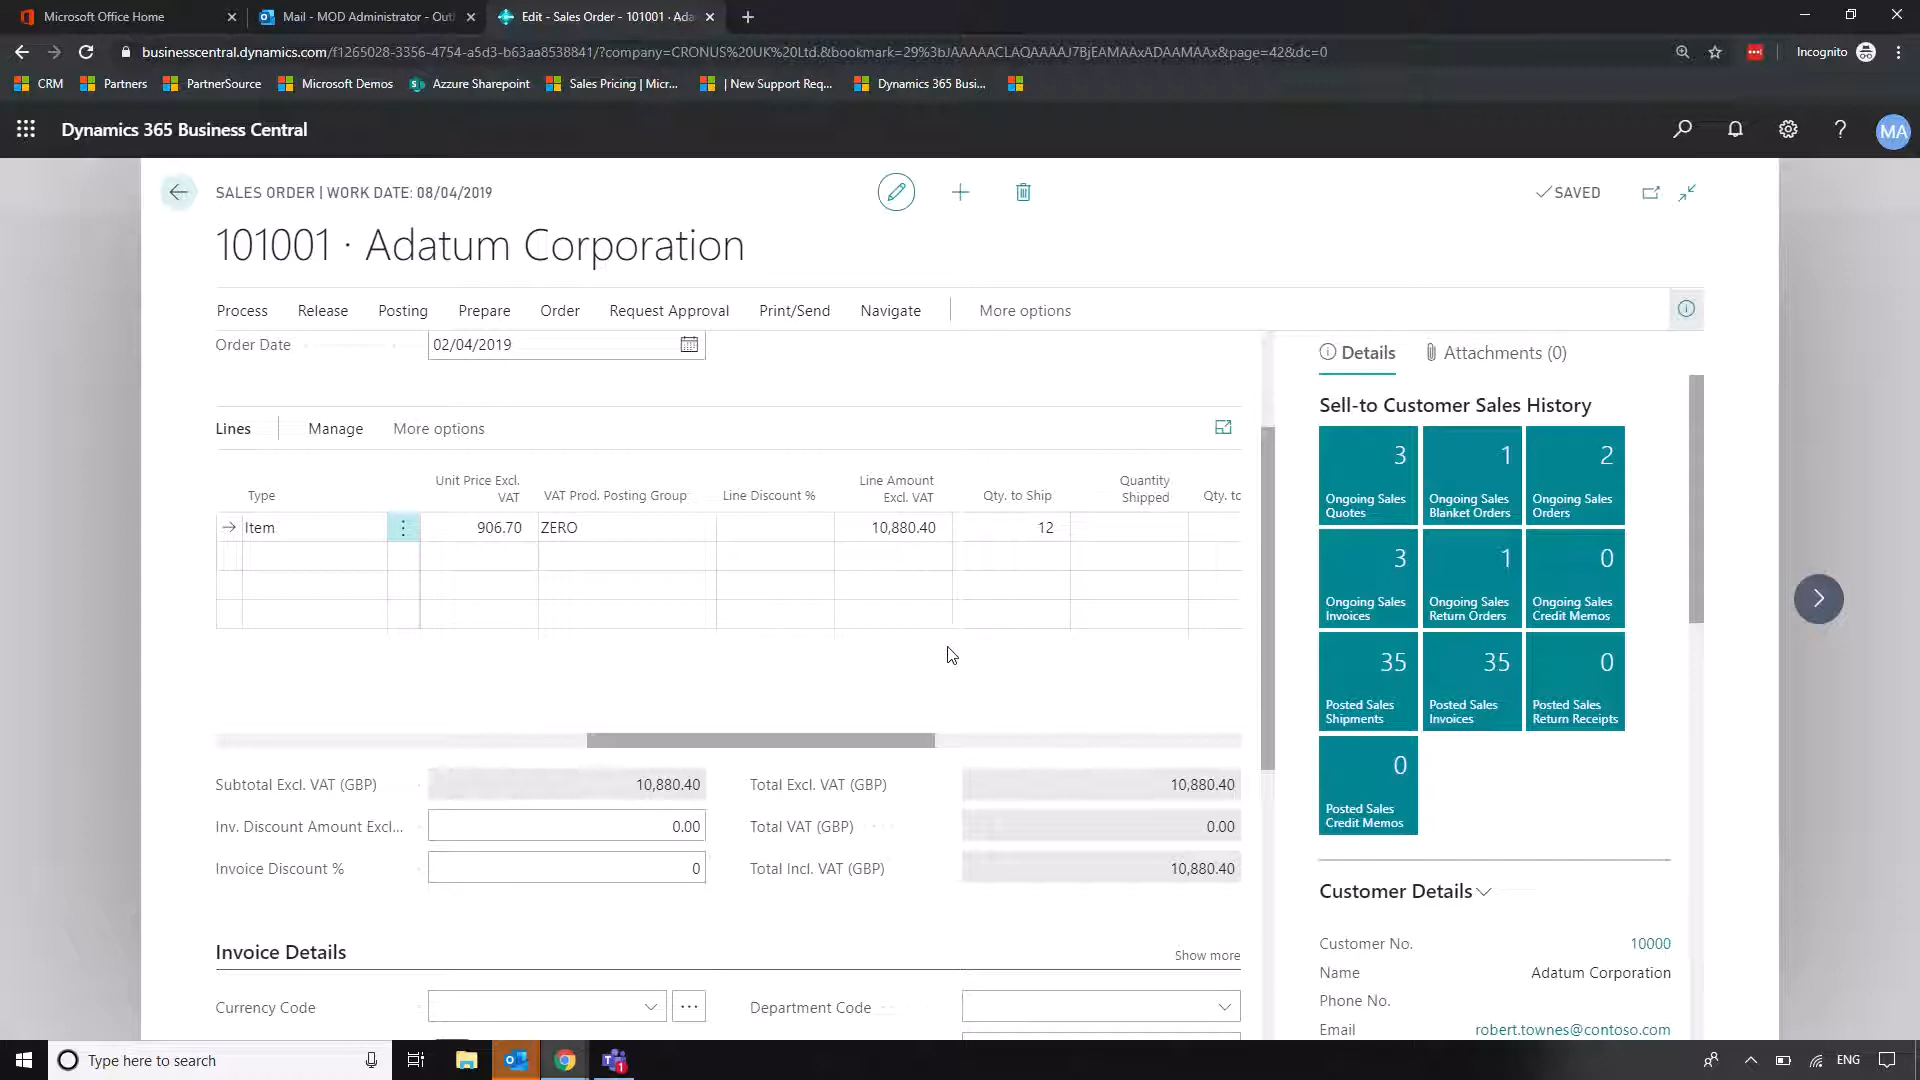 Microsoft Office Home
Mail - MOD Administrator - Outl
Edit - Sales Order - 101001 · Ada
businesscentral.dynamics.com/f1265028-3356-4754-a5d3-b63aa8538841/?company=CRONUS%20UK%20Ltd.&bookmark=29%3bJAAAAACLAQAAAAJ7BjEAMAAxADAAMAAx&page=42&dc=0
Incognito
CRM
Partners
PartnerSource
Microsoft Demos
Azzure Sharepoint
Sales Pricing | Micr...
| New Support Req...
Dynamics 365 Busi...
Dynamics 365 Business Central
?
MA
SALES ORDER | WORK DATE: 08/04/2019
SAVED
101001 · Adatum Corporation
Process
Release
Posting
Prepare
Order
Request Approval
Print/Send
Navigate
More options
Order Date
02/04/2019
Lines
Manage
More options
Type
Unit Price Excl. VAT
VAT Prod. Posting Group
Line Discount %
Line Amount Excl. VAT
Qty. to Ship
Quantity Shipped
Qty. to
Item
906.70
ZERO
10,880.40
12
Subtotal Excl. VAT (GBP)
10,880.40
Total Excl. VAT (GBP)
10,880.40
Inv. Discount Amount Excl...
0.00
Total VAT (GBP)
0.00
Invoice Discount %
0
Total Incl. VAT (GBP)
10,880.40
Invoice Details
Show more
Currency Code
Department Code
Details
Attachments (0)
Sell-to Customer Sales History
3
Ongoing Sales Quotes
1
Ongoing Sales Blanket Orders
2
Ongoing Sales Orders
3
Ongoing Sales Invoices
1
Ongoing Sales Return Orders
0
Ongoing Sales Credit Memos
35
Posted Sales Shipments
35
Posted Sales Invoices
0
Posted Sales Return Receipts
0
Posted Sales Credit Memos
Customer Details
Customer No.
10000
Name
Adatum Corporation
Phone No.
Email
robert.townes@contoso.com
Type here to search
1
ENG